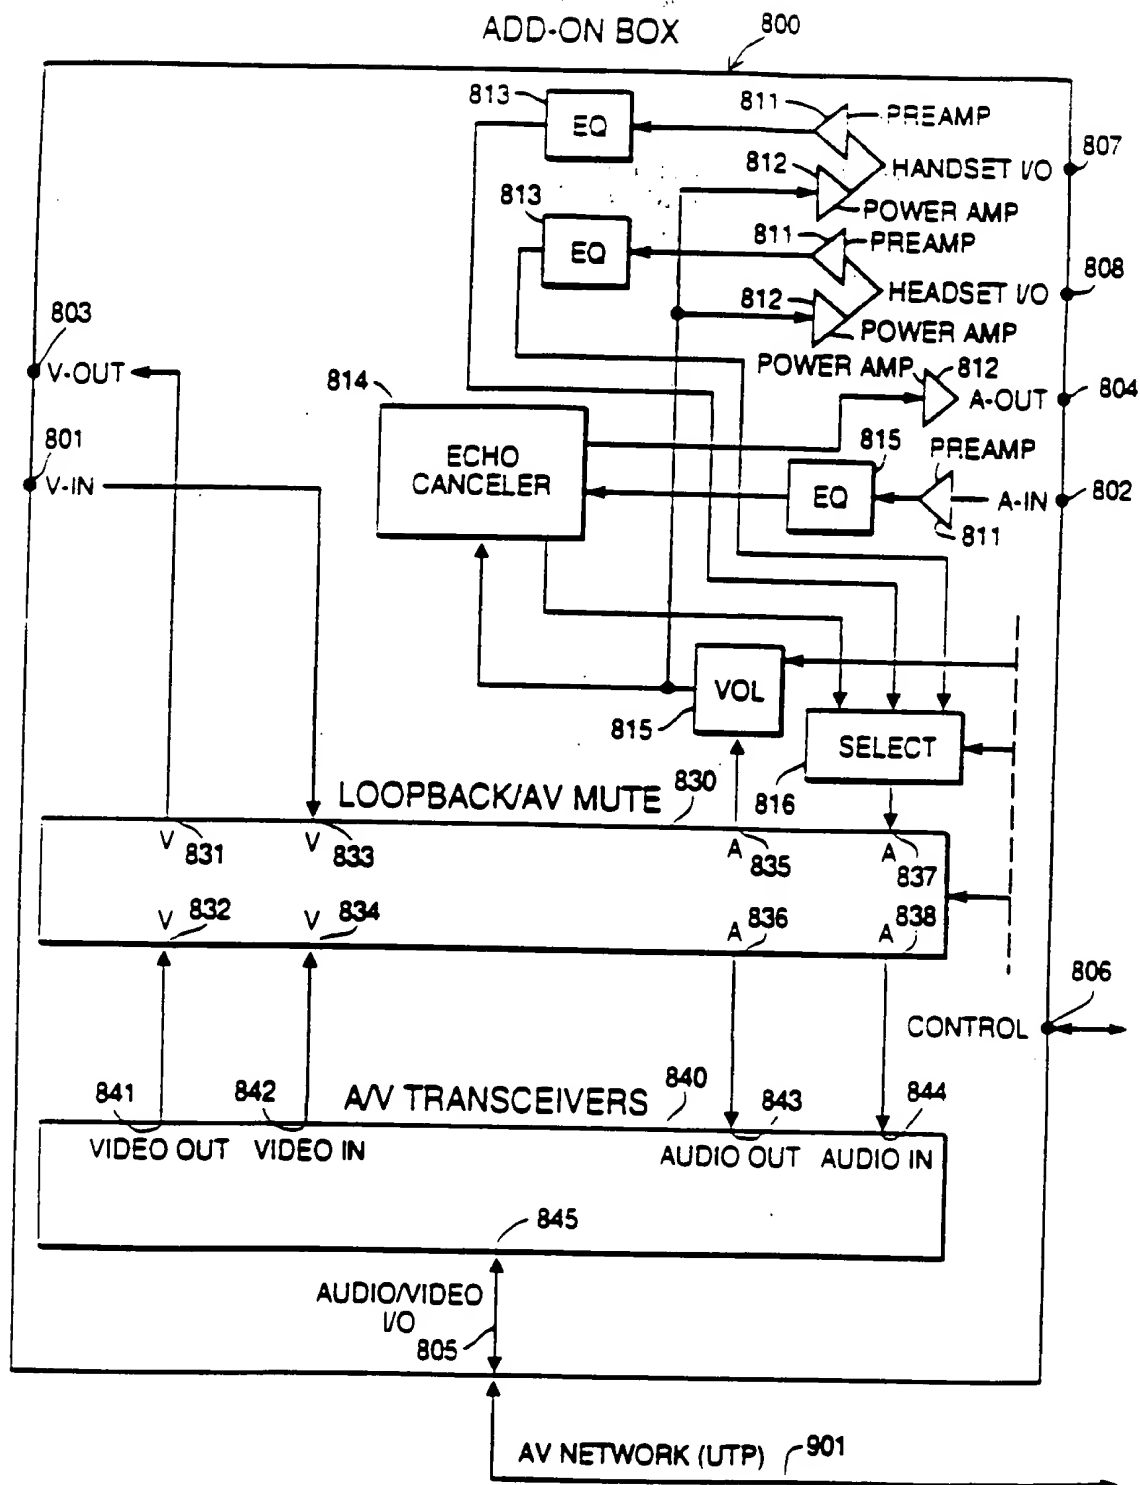 ADD-ON BOX
800
813
EQ
811
PREAMP
807
HANDSET I/O
812
POWER AMP
813
EQ
811
PREAMP
808
HEADSET I/O
812
POWER AMP
803
V-OUT
814
POWER AMP
812
A-OUT
804
801
V-IN
ECHO
CANCELER
815
PREAMP
EQ
A-IN
802
811
VOL
815
SELECT
816
LOOPBACK/AV MUTE
830
V
831
V
833
A
835
A
837
V
832
V
834
A
836
A
838
806
CONTROL
841
842
A/V TRANSCEIVERS
840
843
844
VIDEO OUT
VIDEO IN
AUDIO OUT
AUDIO IN
845
AUDIO/VIDEO
I/O
805
AV NETWORK (UTP)
901